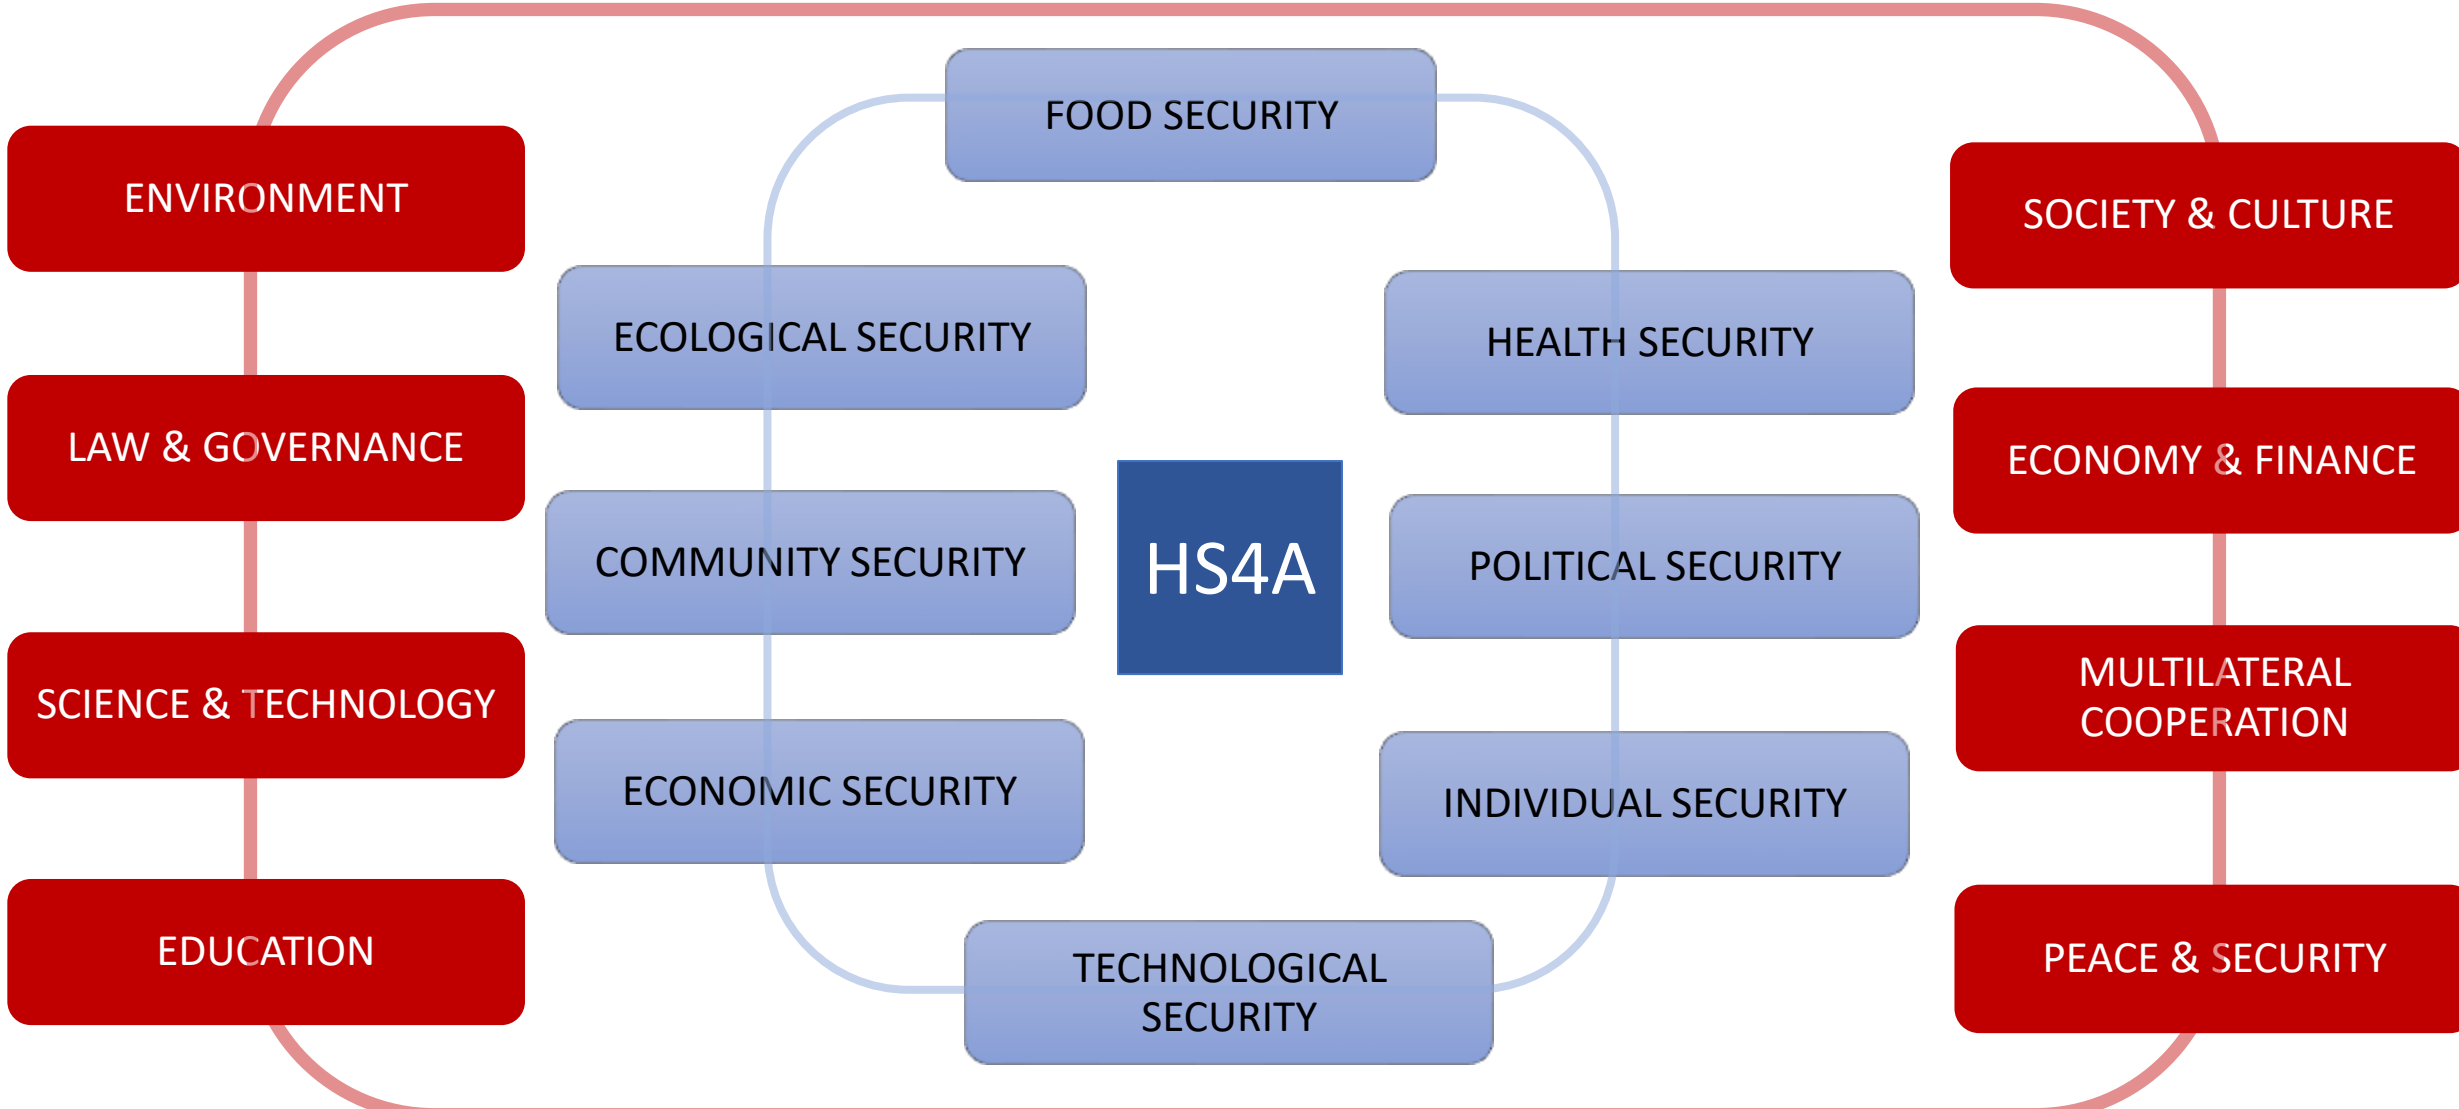 FOOD SECURITY
ENVIRONMENT
SOCIETY & CULTURE
ECOLOGICAL SECURITY
HEALTH SECURITY
LAW & GOVERNANCE
ECONOMY & FINANCE
COMMUNITY SECURITY
HS4A
POLITICAL SECURITY
SCIENCE & TECHNOLOGY
MULTILATERAL
COOPERATION
ECONOMIC SECURITY
INDIVIDUAL SECURITY
EDUCATION
PEACE & SECURITY
TECHNOLOGICAL
SECURITY